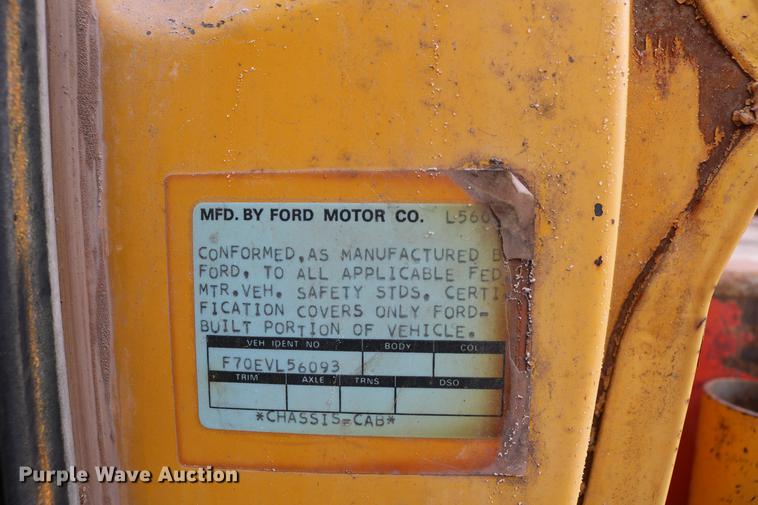 MFD. BY FORD MOTOR CO. L-560
CONFORMED, AS MANUFACTURED B
FORD, TO ALL APPLICABLE FED
MTR.VEH. SAFETY STDS. CERTI
FICATION COVERS ONLY FORD-
BUILT PORTION OF VEHICLE.
VEH IDENT NO BODY COL
F70EVL56093
TRIM AXLE TRNS DSO
*CHASSIS-CAB*
Purple Wave Auction